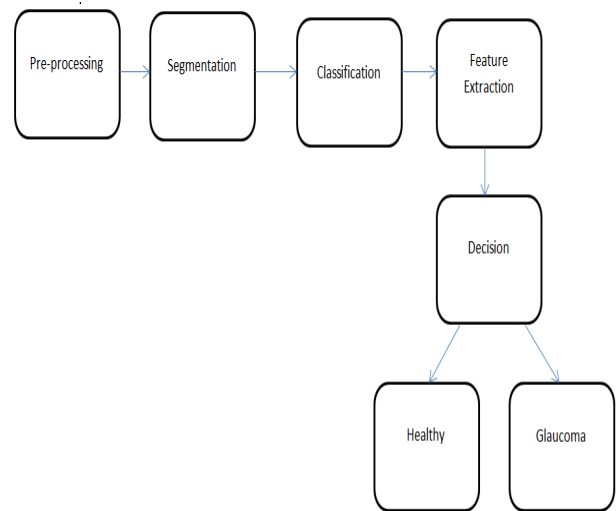 Pre-processing
Segmentation
Classification
Feature
Extraction
Decision
Healthy
Glaucoma